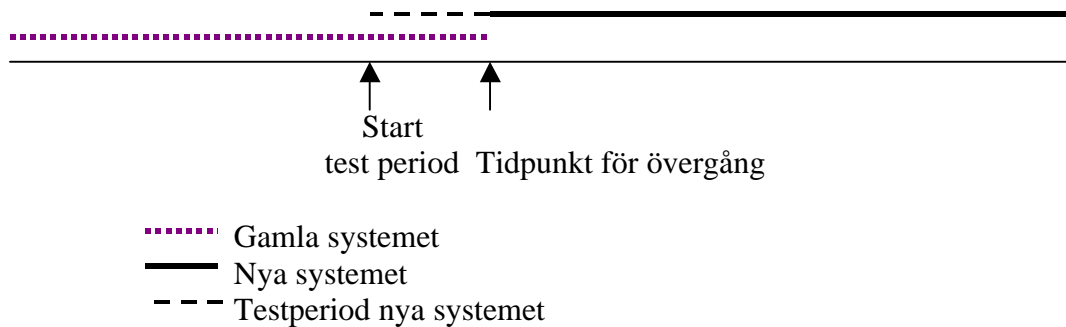 Start
test period Tidpunkt för övergång
Gamla systemet
Nya systemet
Testperiod nya systemet